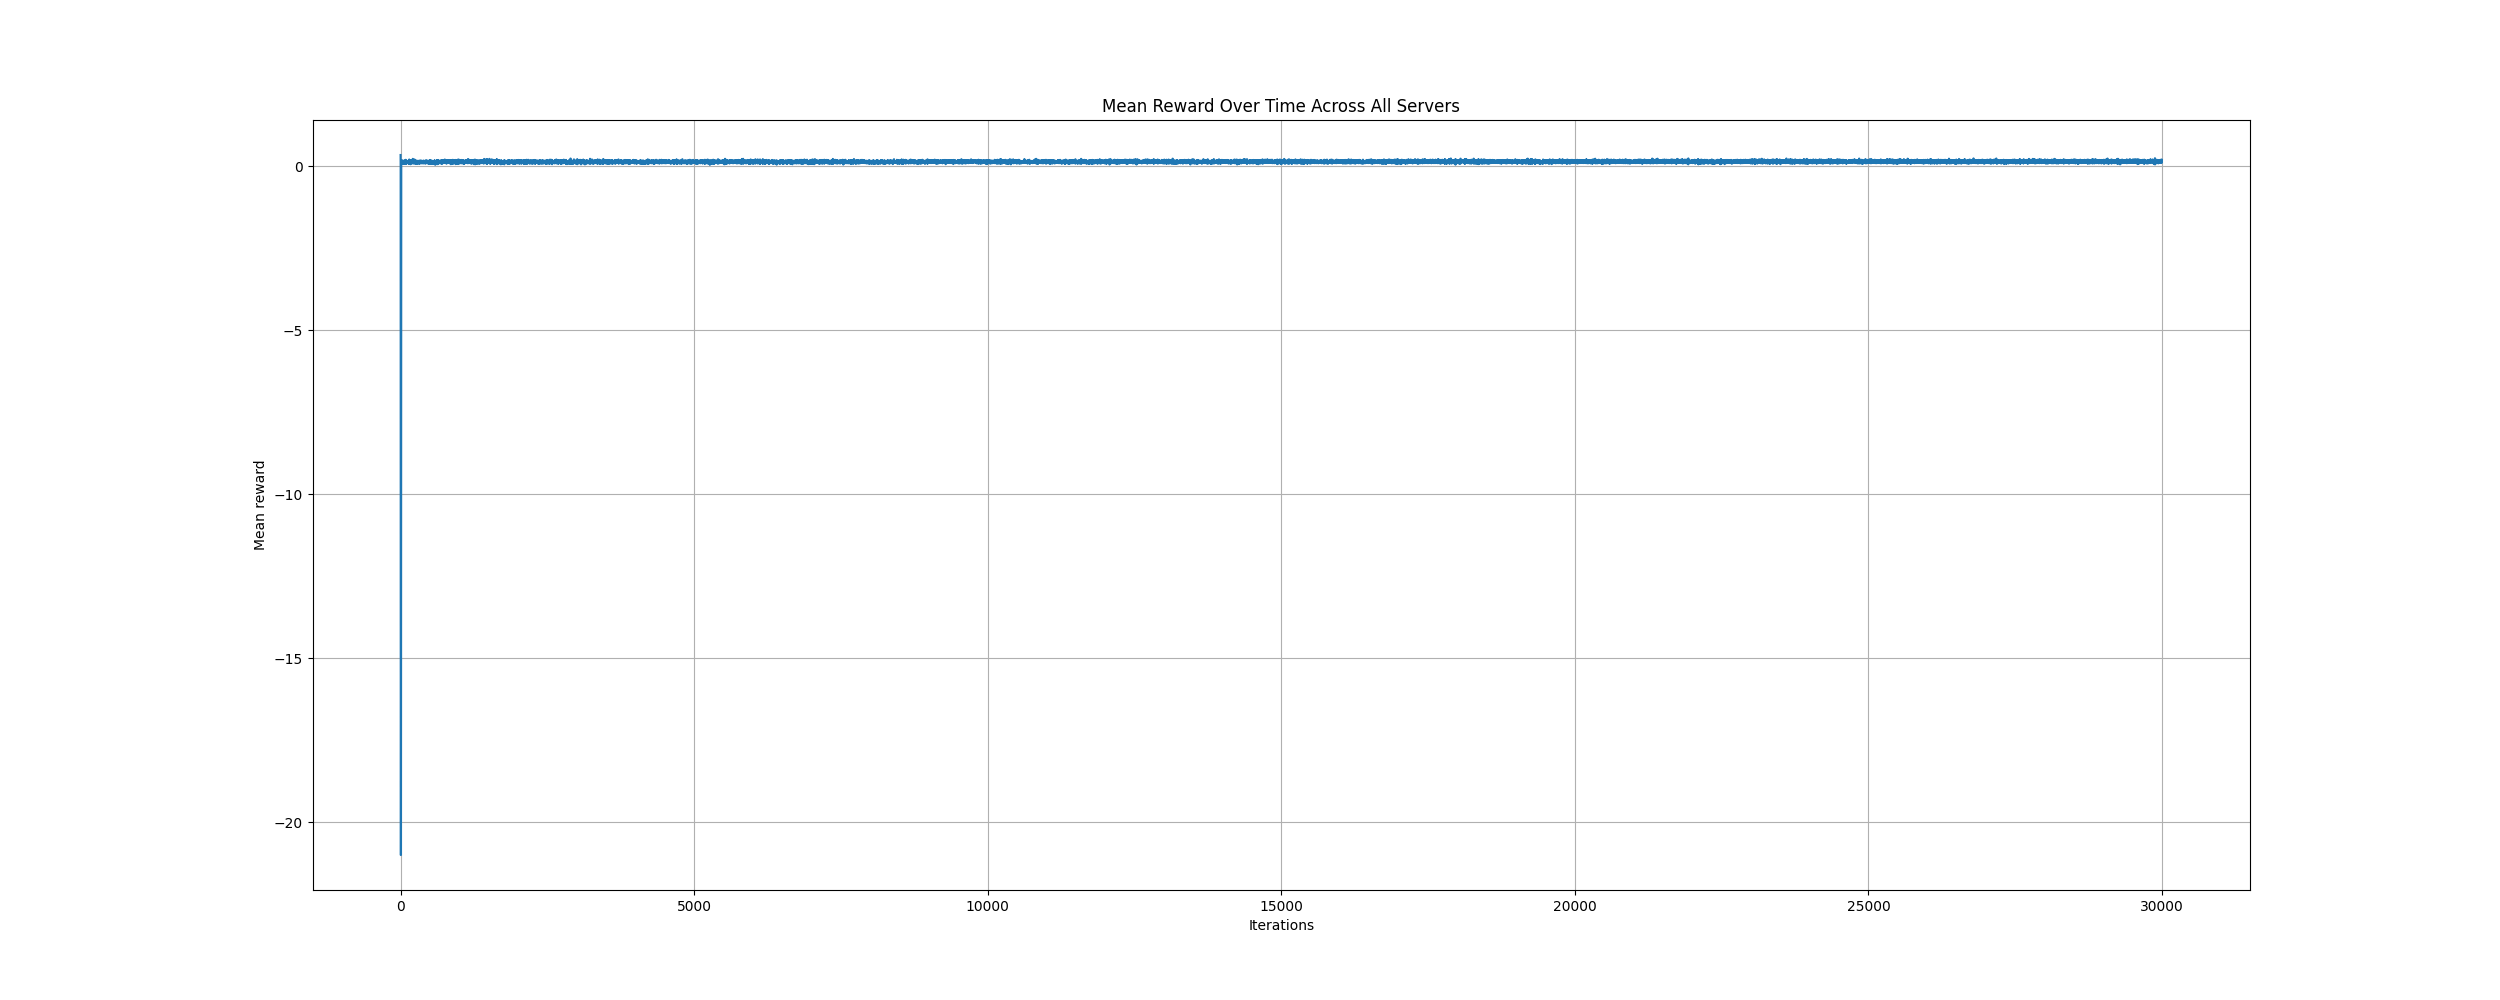 Mean Reward Over Time Across All Servers
0
−5
−10
−15
−20
Mean reward
0 5000 10000 15000 20000 25000 30000
Iterations